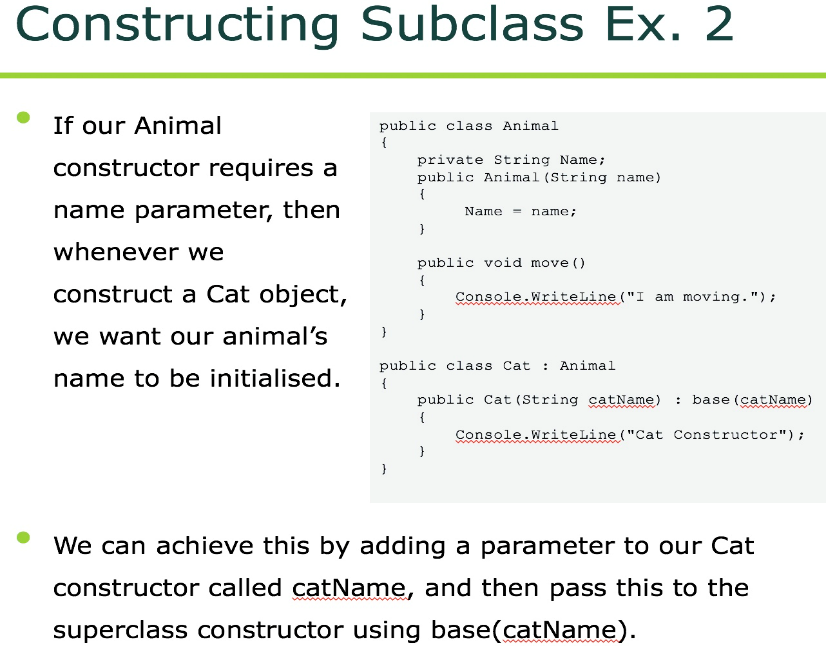 Constructing Subclass Ex. 2
If our Animal
constructor requires a
name parameter, then
whenever we
construct a Cat object,
we want our animal’s
name to be initialised.
public class Animal
{
    private String Name;
    public Animal(String name)
    {
         Name = name;
    }

    public void move()
    {
        Console.WriteLine("I am moving.");
    }
}

public class Cat : Animal
{
    public Cat(String catName) : base(catName)
    {
        Console.WriteLine("Cat Constructor");
    }
}
We can achieve this by adding a parameter to our Cat
constructor called catName, and then pass this to the
superclass constructor using base(catName).